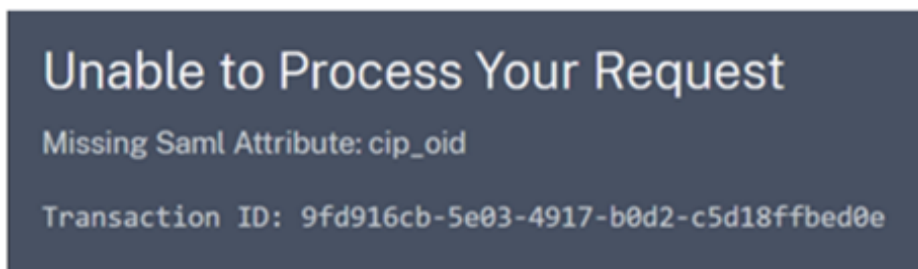 Unable to Process Your Request
Missing Saml Attribute: cip_oid
Transaction ID: 9fd916cb-5e03-4917-b0d2-c5d18ffbed0e